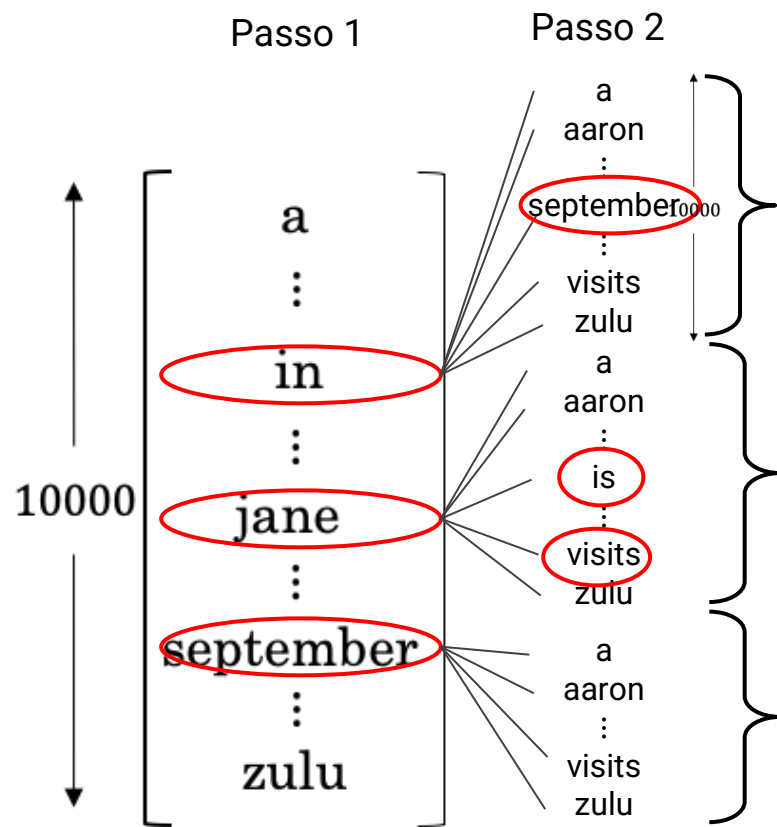 Passo 1
10000
a
⋮
in
⋮
jane
⋮
september
⋮
zulu
Passo 2
a
aaron
⋮
september
10000
⋮
visits
zulu
a
aaron
⋮
is
⋮
visits
zulu
a
aaron
⋮
visits
zulu